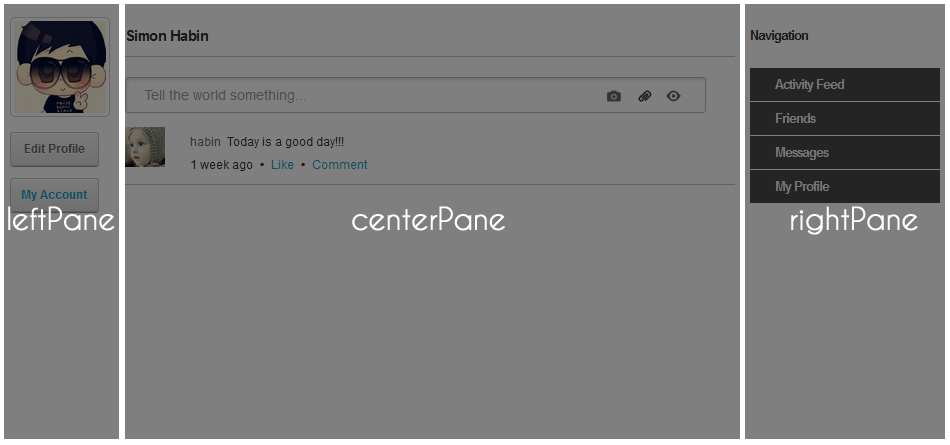 Edit Profile
My Account
leftPane
Simon Habin
Tell the world something...
habin Today is a good day!!!
1 week ago • Like • Comment
centerPane
Navigation
Activity Feed
Friends
Messages
My Profile
rightPane